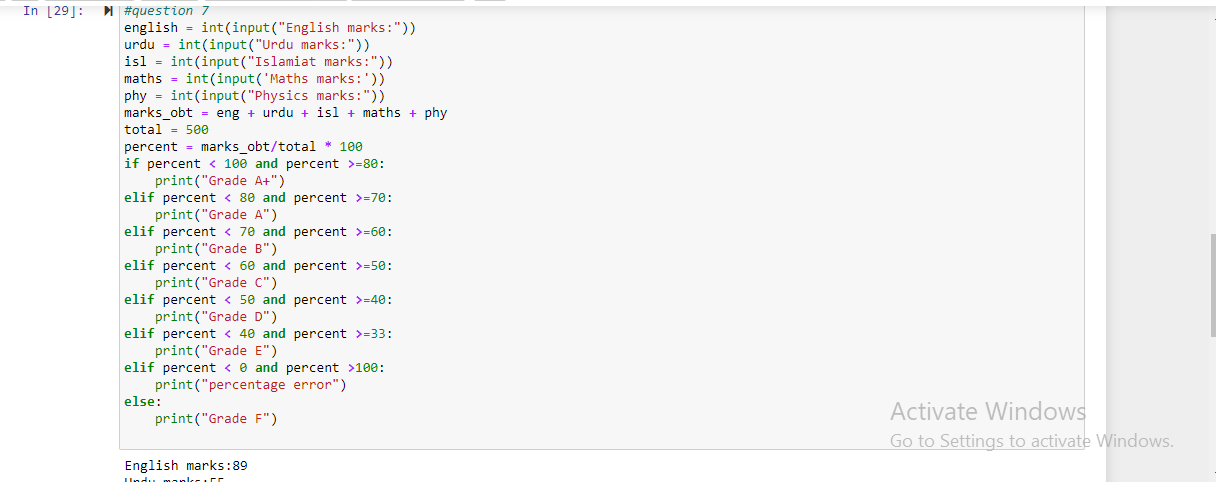 In [29]:
#question 7
english = int(input("English marks:"))
urdu = int(input("Urdu marks:"))
isl = int(input("Islamiat marks:"))
maths = int(input('Maths marks:'))
phy = int(input("Physics marks:"))
marks_obt = eng + urdu + isl + maths + phy
total = 500
percent = marks_obt/total * 100
if percent < 100 and percent >=80:
    print("Grade A+")
elif percent < 80 and percent >=70:
    print("Grade A")
elif percent < 70 and percent >=60:
    print("Grade B")
elif percent < 60 and percent >=50:
    print("Grade C")
elif percent < 50 and percent >=40:
    print("Grade D")
elif percent < 40 and percent >=33:
    print("Grade E")
elif percent < 0 and percent >100:
    print("percentage error")
else:
    print("Grade F")
Activate Windows
Go to Settings to activate Windows.
English marks:89
Urdu marks:55